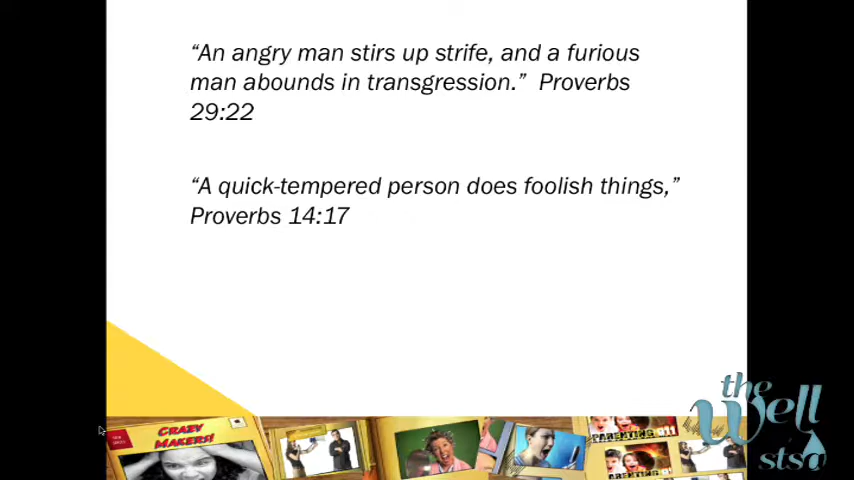 “An angry man stirs up strife, and a furious
man abounds in transgression.”  Proverbs
29:22
“A quick-tempered person does foolish things,”
Proverbs 14:17
CRAZY
MAKERS!
PARENTING 911
the
Well
stsa